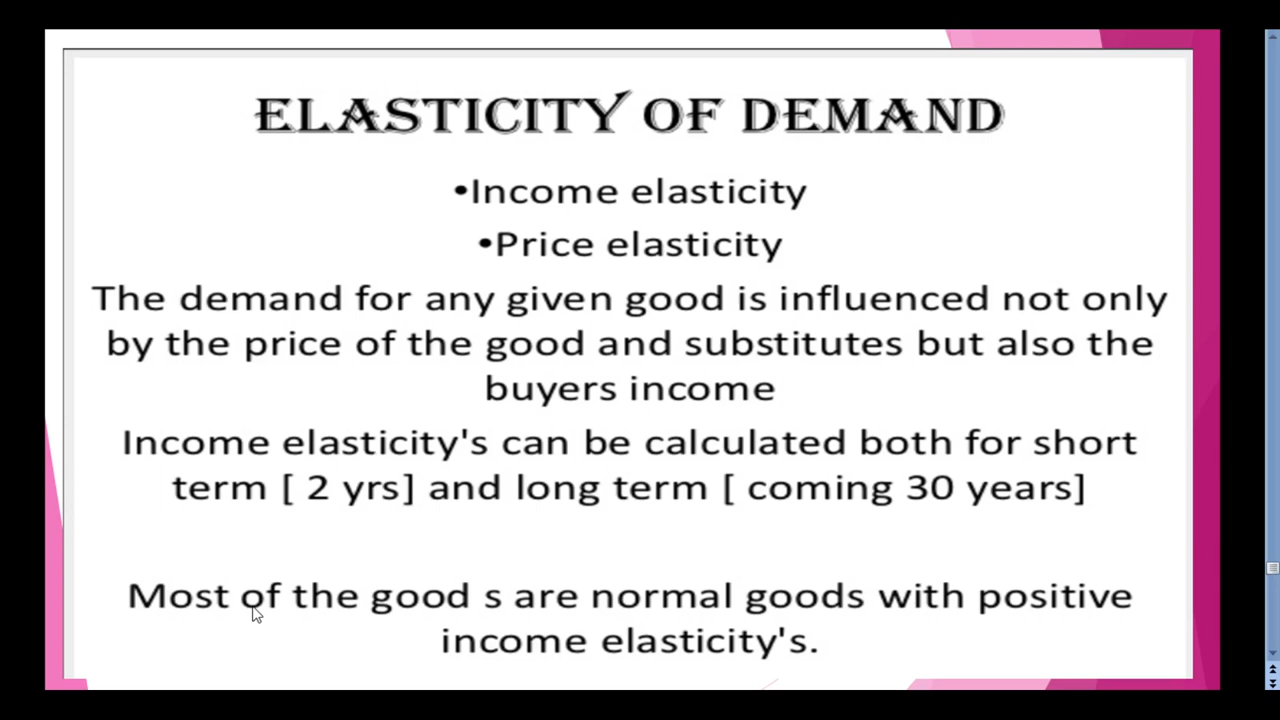 ELASTICITY OF DEMAND
•Income elasticity
•Price elasticity
The demand for any given good is influenced not only
by the price of the good and substitutes but also the
buyers income
Income elasticity's can be calculated both for short
term [ 2 yrs] and long term [ coming 30 years]
Most of the good s are normal goods with positive
income elasticity's.